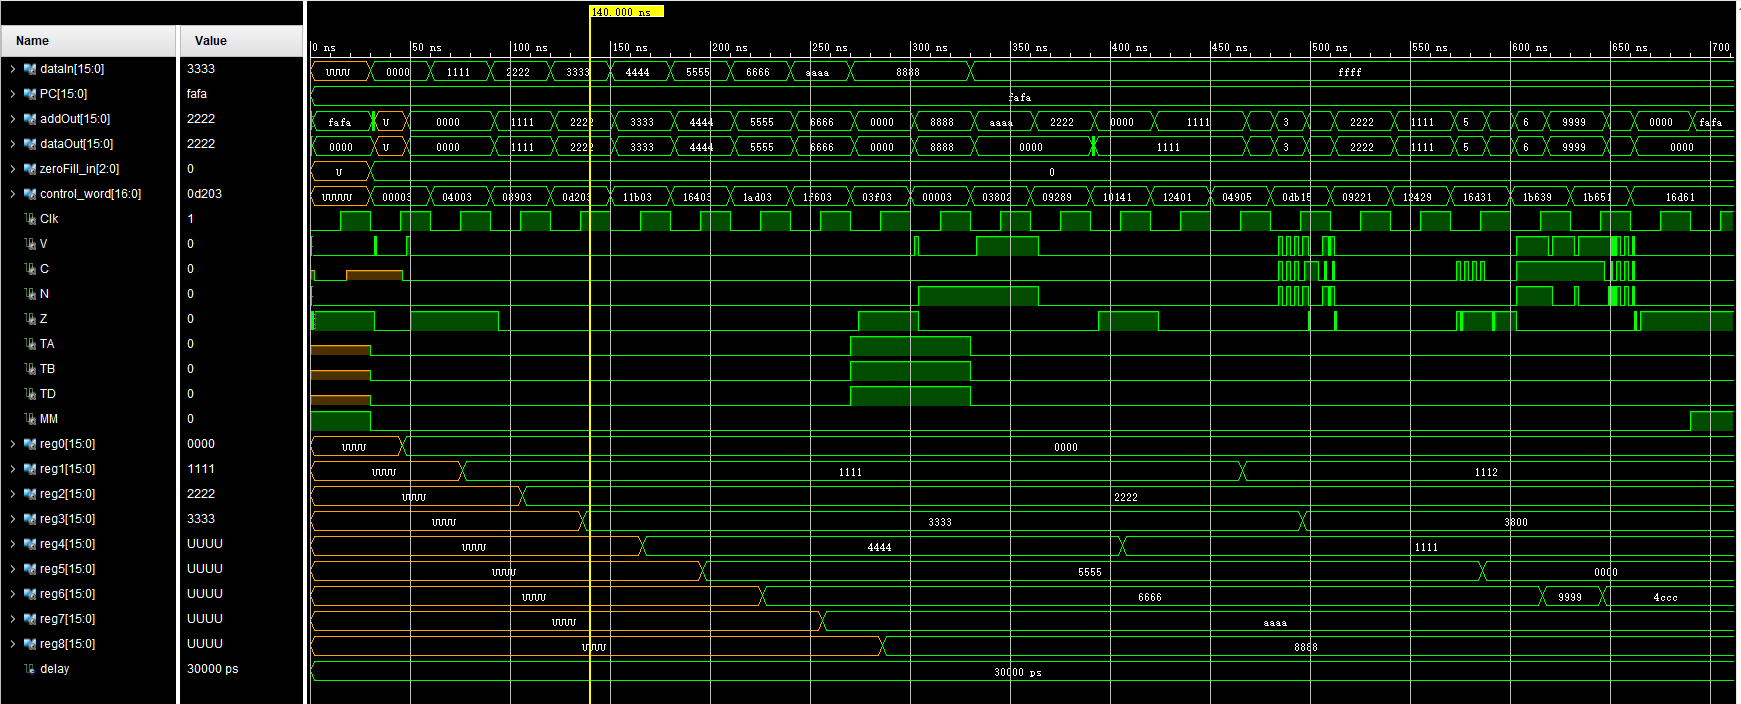 140.000 ns
Name Value
0 ns 50 ns 100 ns 150 ns 200 ns 250 ns 300 ns 350 ns 400 ns 450 ns 500 ns 550 ns 600 ns 650 ns 700
dataIn[15:0] 3333 UUUU 0000 1111 2222 3333 4444 5555 6666 aaaa 8888 ffff
PC[15:0] fafa fafa
addOut[15:0] 2222 fafa U 0000 1111 2222 3333 4444 5555 6666 0000 8888 aaaa 2222 0000 1111 3 2222 1111 5 6 9999 0000 fafa
dataOut[15:0] 2222 0000 U 0000 1111 2222 3333 4444 5555 6666 0000 8888 0000 1111 3 2222 1111 5 6 9999 0000
zeroFill_in[2:0] 0 U 0
control_word[16:0] 0d203 UUUUU 00003 04003 08903 0d203 11b03 16403 1ad03 1f603 03f03 00003 03802 09269 10141 12401 04905 0db15 09221 12429 16d31 1b639 1b651 16d61
Clk 1
V 0
C 0
N 0
Z 0
TA 0
TB 0
TD 0
MM 0
reg0[15:0] 0000 UUUU 0000
reg1[15:0] 1111 UUUU 1111 1112
reg2[15:0] 2222 UUUU 2222
reg3[15:0] 3333 UUUU 3333 3800
reg4[15:0] UUUU UUUU 4444 1111
reg5[15:0] UUUU UUUU 5555 0000
reg6[15:0] UUUU UUUU 6666 9999 4ccc
reg7[15:0] UUUU UUUU aaaa
reg8[15:0] UUUU UUUU 8888
delay 30000 ps 30000 ps